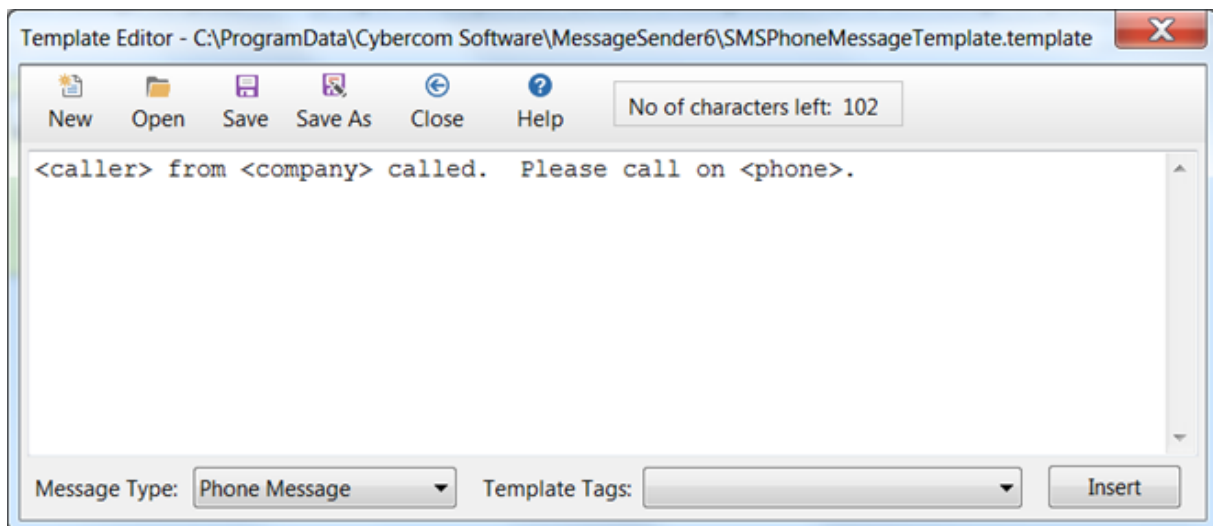 Template Editor - C:\ProgramData\Cybercom Software\MessageSender6\SMSPhoneMessageTemplate.template
New Open Save Save As Close Help No of characters left: 102
<caller> from <company> called.  Please call on <phone>.
Message Type: Phone Message Template Tags: Insert